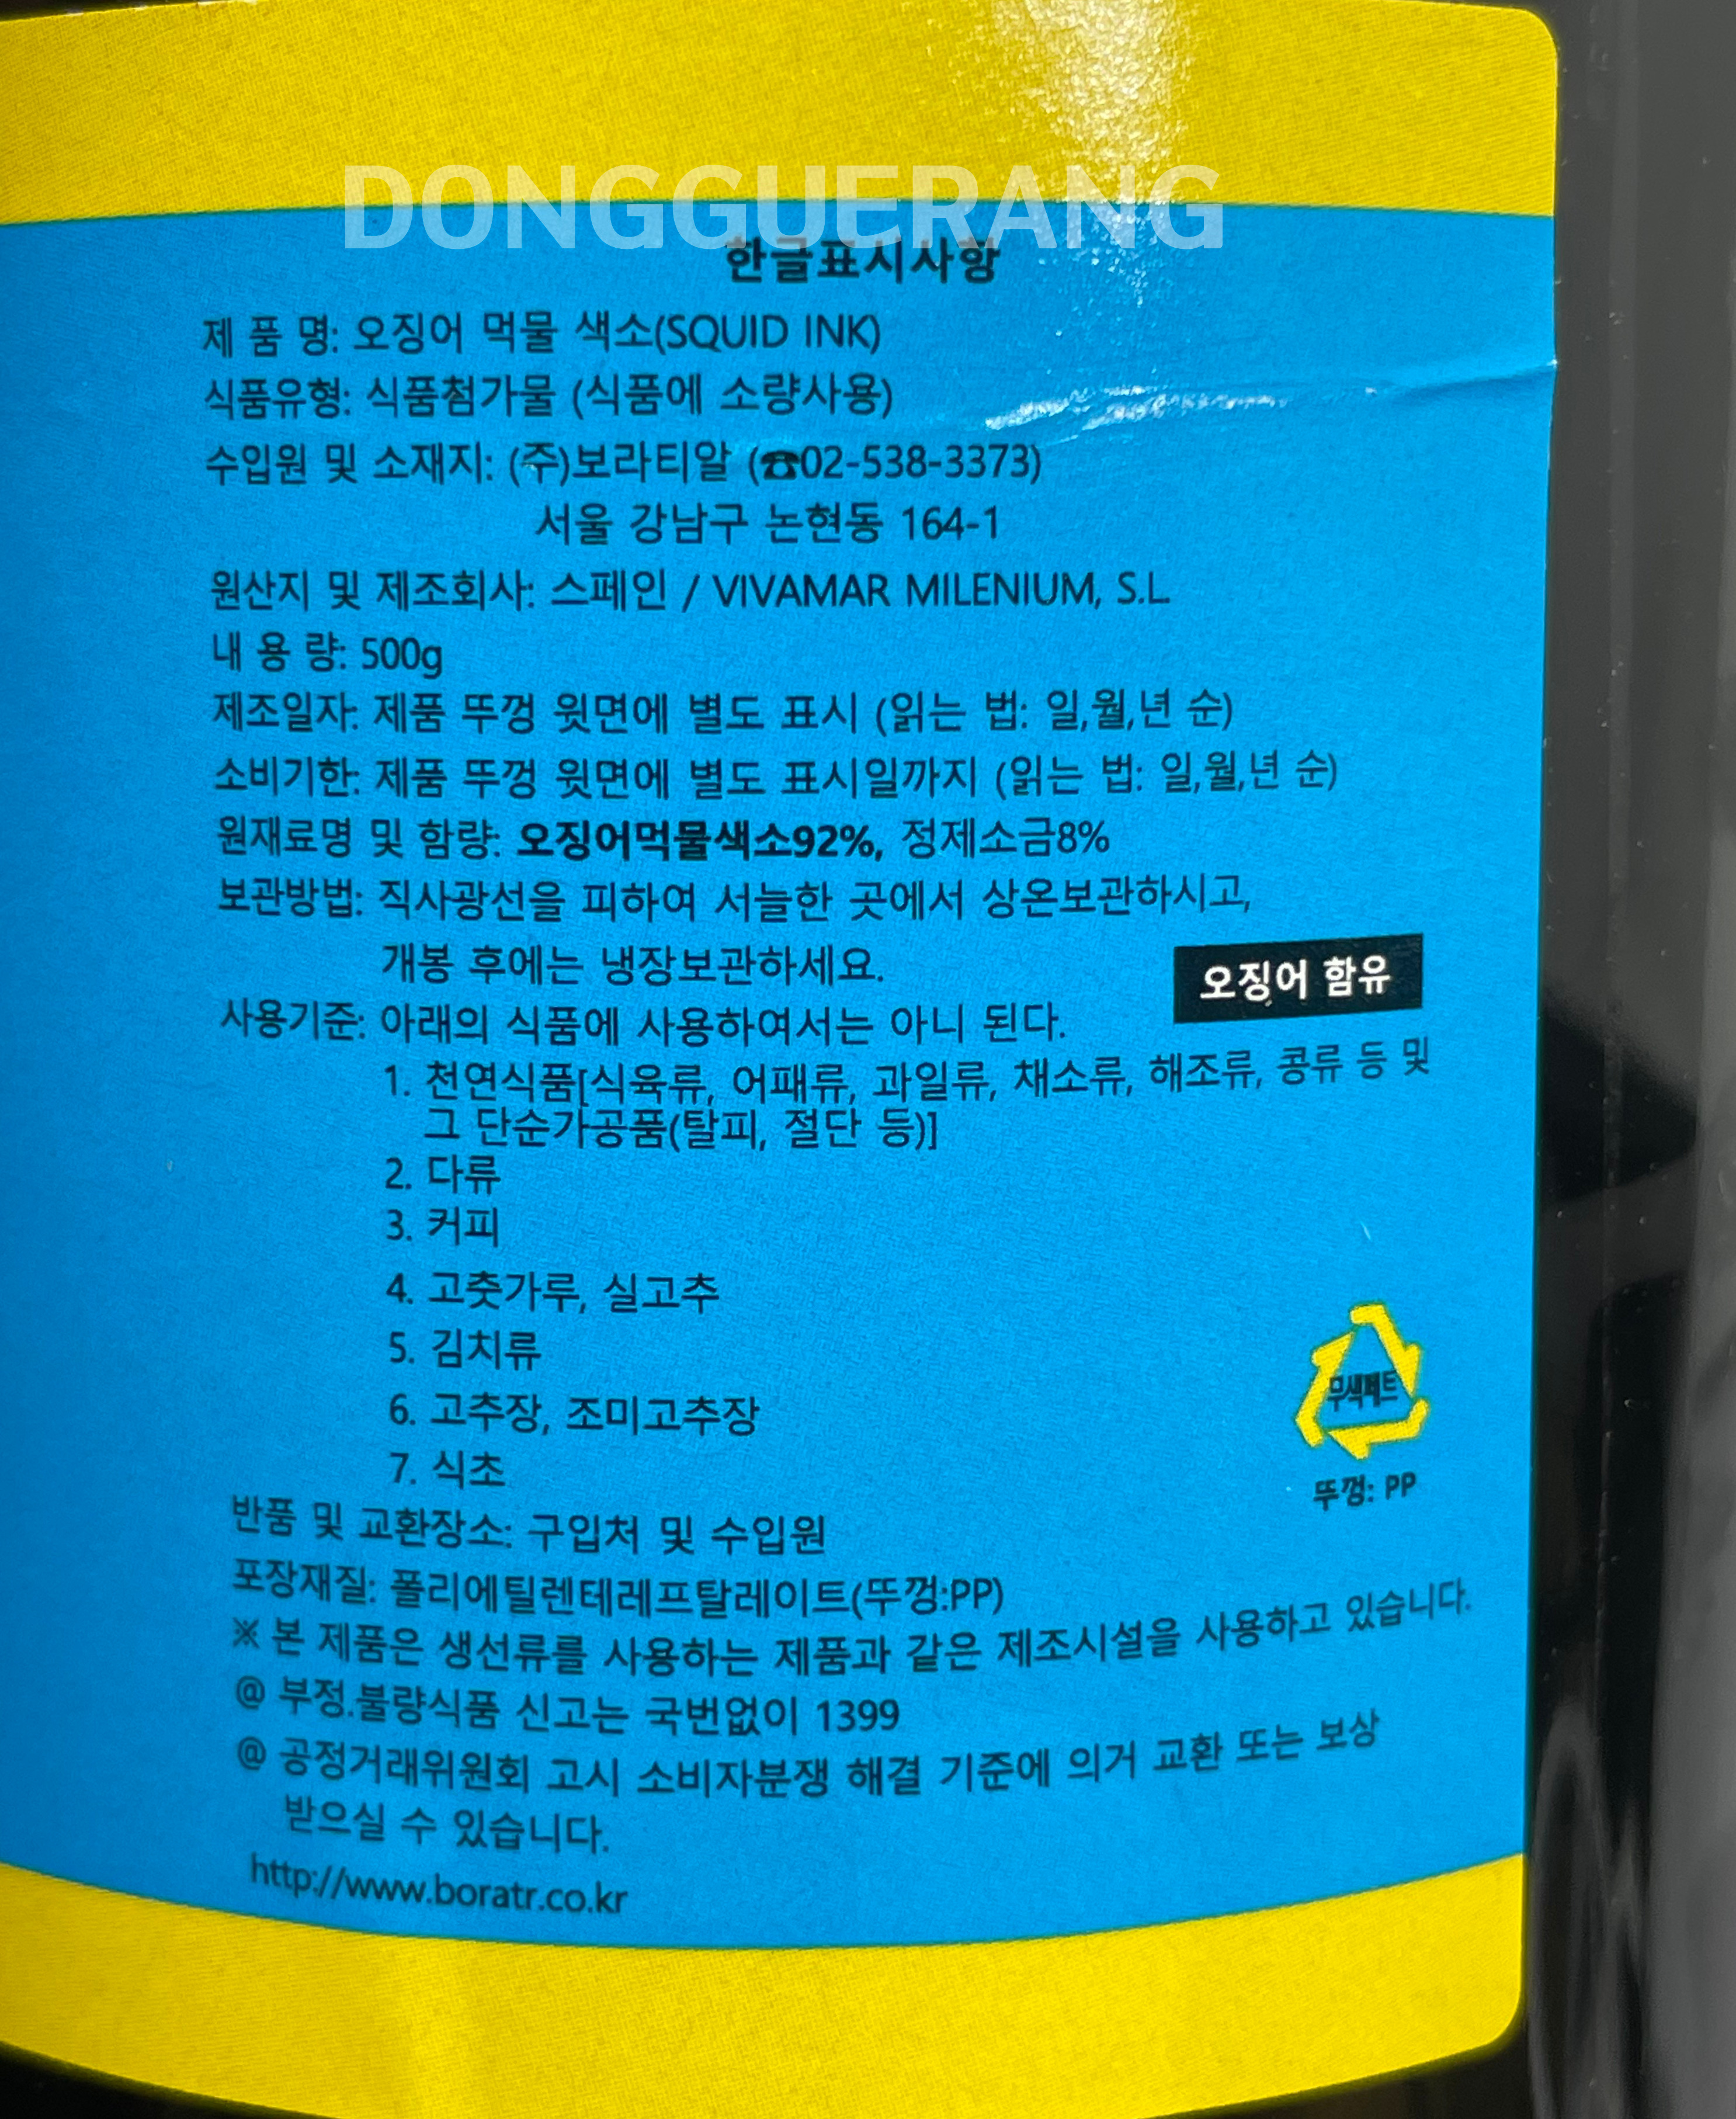 DONGGUERANG
한글표시사항
제 품 명: 오징어 먹물 색소(SQUID INK)
식품유형: 식품첨가물 (식품에 소량사용)
수입원 및 소재지: (주)보라티알 (☎02-538-3373)
서울 강남구 논현동 164-1
원산지 및 제조회사: 스페인 / VIVAMAR MILENIUM, S.L
내 용 량: 500g
제조일자: 제품 뚜껑 윗면에 별도 표시 (읽는 법: 일,월,년 순)
소비기한: 제품 뚜껑 윗면에 별도 표시일까지 (읽는 법: 일,월,년 순)
원재료명 및 함량: 오징어먹물색소92%, 정제소금8%
보관방법: 직사광선을 피하여 서늘한 곳에서 상온보관하시고,
개봉 후에는 냉장보관하세요.
오징어 함유
사용기준: 아래의 식품에 사용하여서는 아니 된다.
1. 천연식품[식육류, 어패류, 과일류, 채소류, 해조류, 콩류 등 및
그 단순가공품(탈피, 절단 등)]
2. 다류
3. 커피
4. 고춧가루, 실고추
5. 김치류
6. 고추장, 조미고추장
7. 식초
무색페트
뚜껑: PP
반품 및 교환장소: 구입처 및 수입원
포장재질: 폴리에틸렌테레프탈레이트(뚜껑:PP)
※ 본 제품은 생선류를 사용하는 제품과 같은 제조시설을 사용하고 있습니다.
@ 부정.불량식품 신고는 국번없이 1399
@ 공정거래위원회 고시 소비자분쟁 해결 기준에 의거 교환 또는 보상
받으실 수 있습니다.
http://www.boratr.co.kr